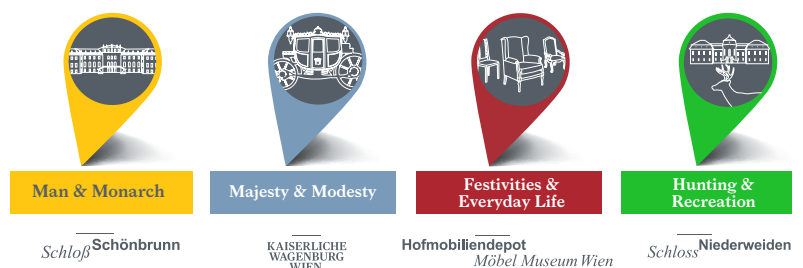 Man & Monarch
Majesty & Modesty
Festivities &
Everyday Life
Hunting &
Recreation
Schloß Schönbrunn
KAISERLICHE
WAGENBURG
WIEN
Hofmobiliendepot
Möbel Museum Wien
Schloss Niederweiden